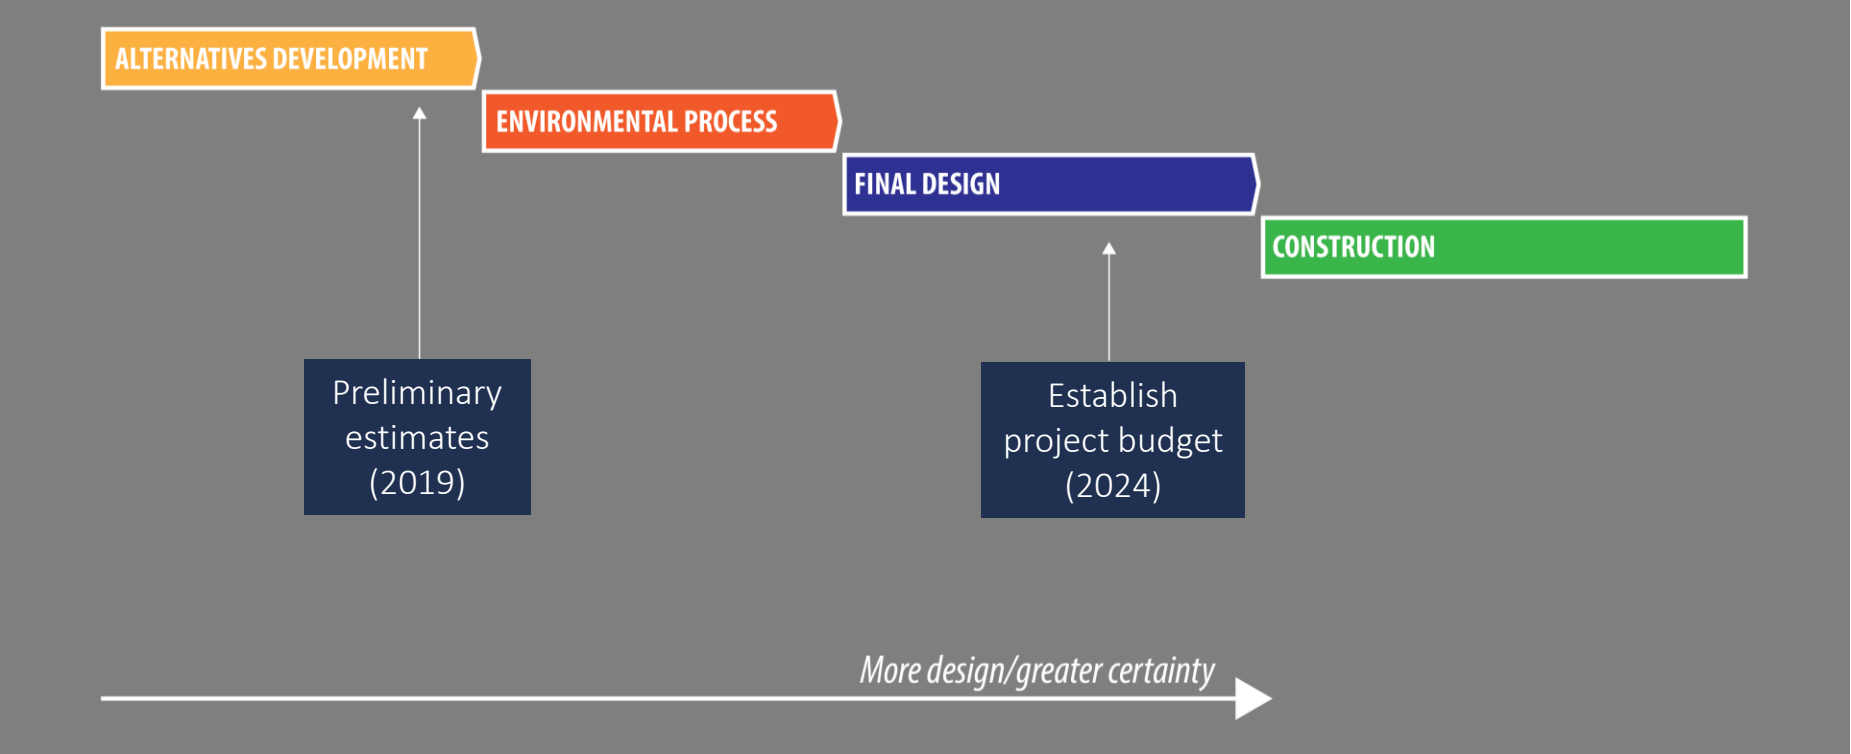 ALTERNATIVES DEVELOPMENT
ENVIRONMENTAL PROCESS
FINAL DESIGN
CONSTRUCTION
Preliminary
estimates
(2019)
Establish
project budget
(2024)
More design/greater certainty